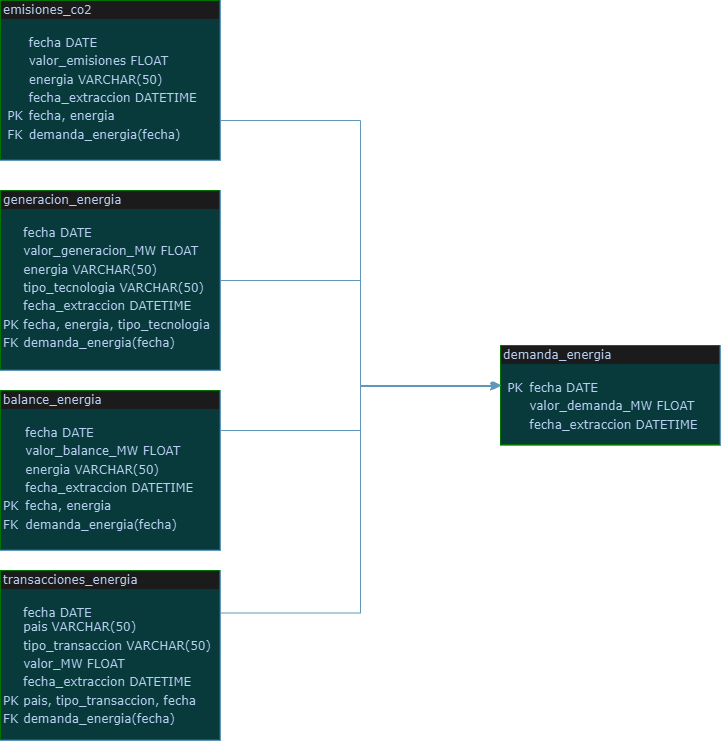 emisiones_co2
fecha DATE
valor_emisiones FLOAT
energia VARCHAR(50)
fecha_extraccion DATETIME
PK fecha, energia
FK demanda_energia(fecha)
generacion_energia
fecha DATE
valor_generacion_MW FLOAT
energia VARCHAR(50)
tipo_tecnologia VARCHAR(50)
fecha_extraccion DATETIME
PK fecha, energia, tipo_tecnologia
FK demanda_energia(fecha)
balance_energia
fecha DATE
valor_balance_MW FLOAT
energia VARCHAR(50)
fecha_extraccion DATETIME
PK fecha, energia
FK demanda_energia(fecha)
transacciones_energia
fecha DATE
pais VARCHAR(50)
tipo_transaccion VARCHAR(50)
valor_MW FLOAT
fecha_extraccion DATETIME
PK pais, tipo_transaccion, fecha
FK demanda_energia(fecha)
demanda_energia
PK fecha DATE
valor_demanda_MW FLOAT
fecha_extraccion DATETIME